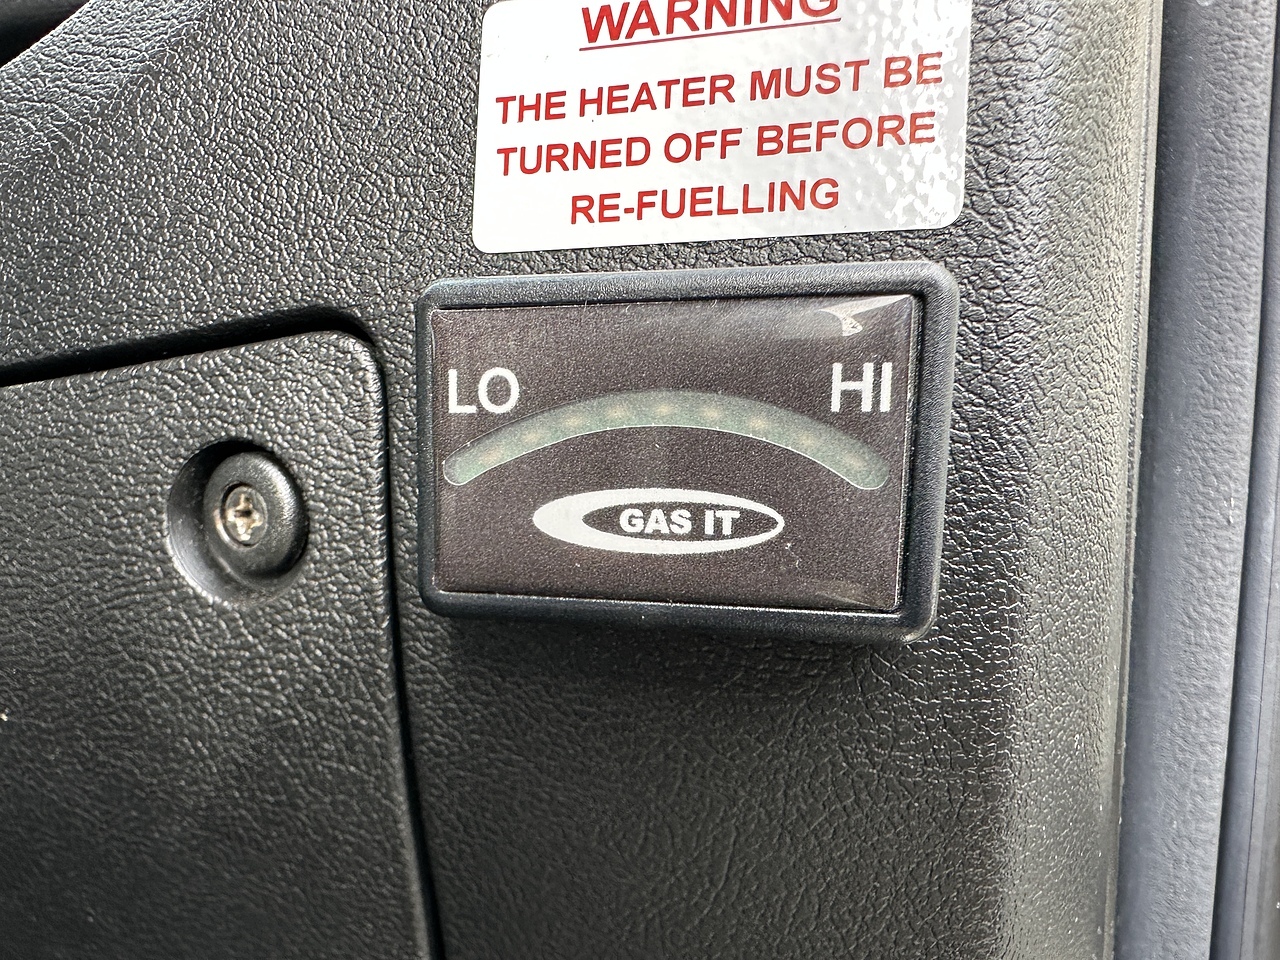 WARNING
THE HEATER MUST BE
TURNED OFF BEFORE
RE-FUELLING
LO HI
GAS IT